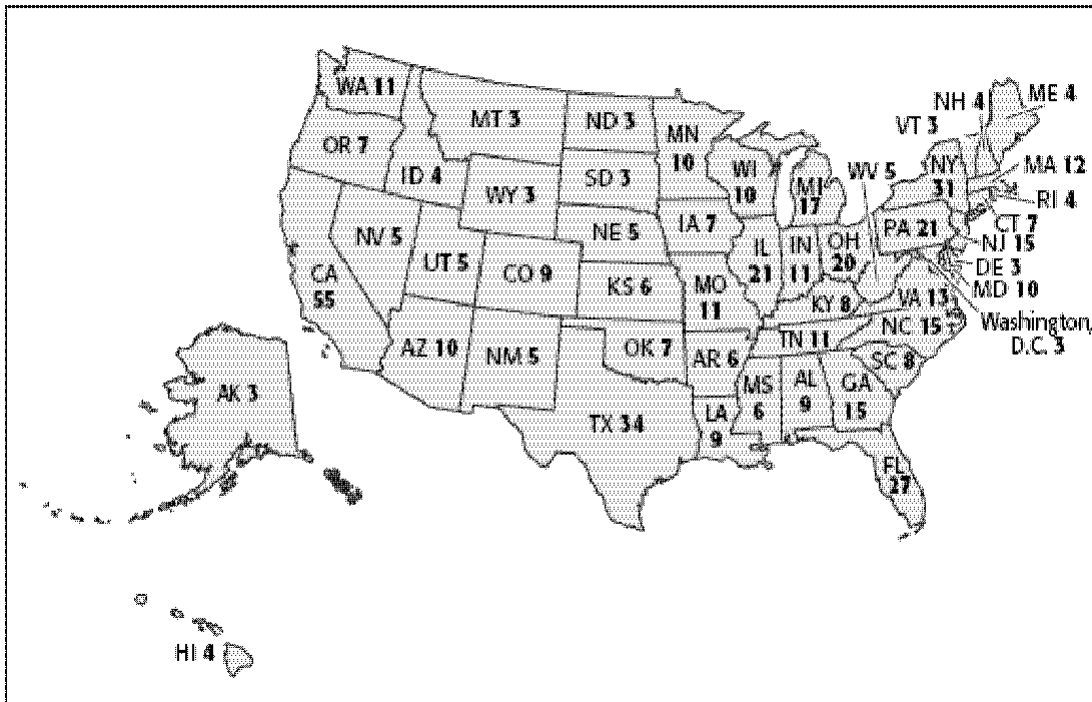 WA 11
MT 3
ND 3
MN
10
NH 4
ME 4
VT 3
OR 7
ID 4
WY 3
SD 3
WI
10
MI
17
WV 5
NY
31
MA 12
RI 4
CT 7
NJ 15
DE 3
MD 10
Washington,
D.C. 3
NV 5
UT 5
CO 9
NE 5
IA 7
IL
21
IN
11
OH
20
PA 21
CA
55
KS 6
MO
11
KY 8
VA 13
AZ 10
NM 5
OK 7
AR 6
TN 11
NC 15
SC 8
AK 3
TX 34
LA
9
MS
6
AL
9
GA
15
FL
27
HI 4